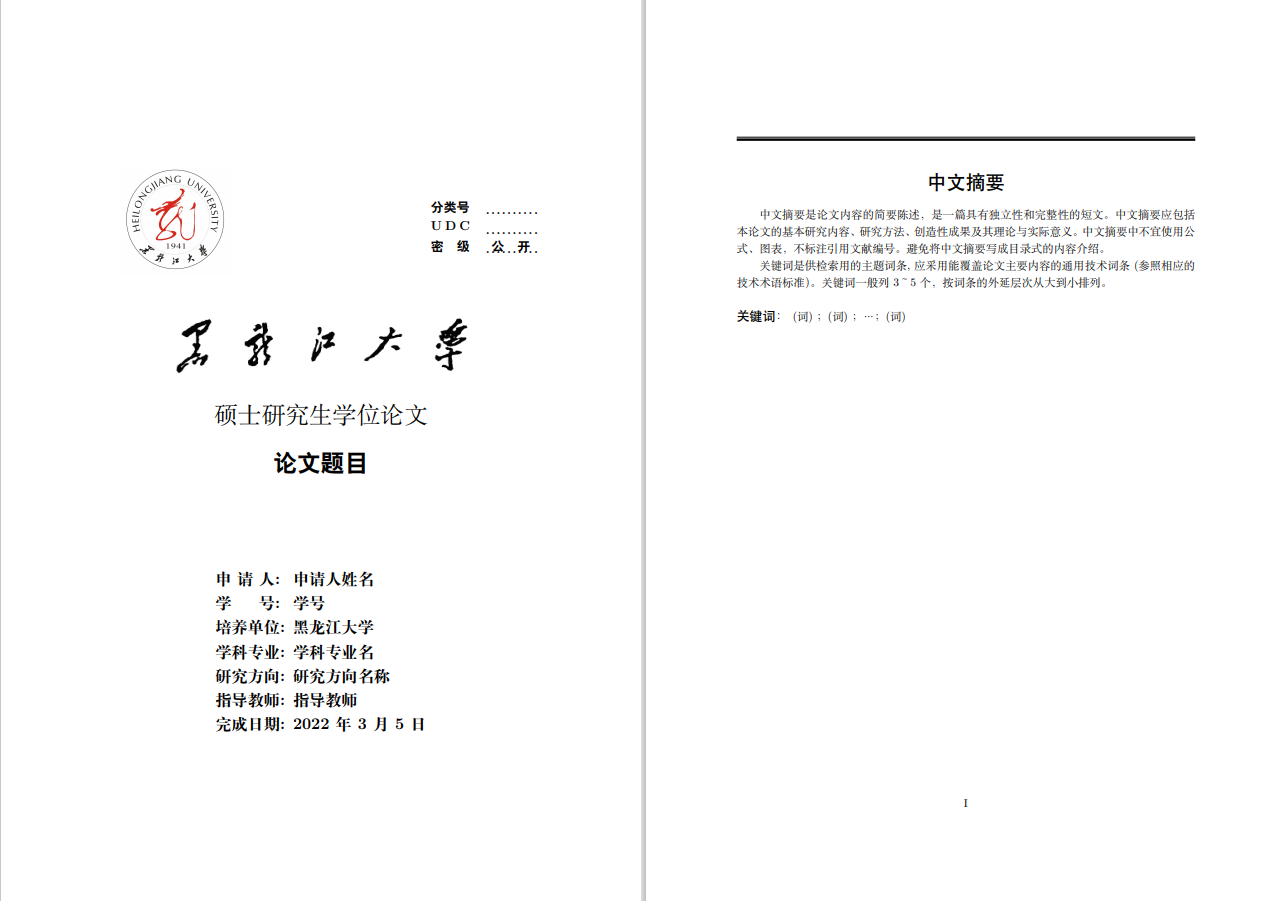 HEILONGJIANG UNIVERSITY
1941
黑龙江大学
分类号 ..........
U D C ..........
密 级 .公..开..
黑龙江大学
硕士研究生学位论文
论文题目
申 请 人: 申请人姓名
学 号: 学号
培养单位: 黑龙江大学
学科专业: 学科专业名
研究方向: 研究方向名称
指导教师: 指导教师
完成日期: 2022 年 3 月 5 日
中文摘要
中文摘要是论文内容的简要陈述，是一篇具有独立性和完整性的短文。中文摘要应包括
本论文的基本研究内容、研究方法、创造性成果及其理论与实际意义。中文摘要中不宜使用公
式、图表，不标注引用文献编号。避免将中文摘要写成目录式的内容介绍。
关键词是供检索用的主题词条，应采用能覆盖论文主要内容的通用技术词条 (参照相应的
技术术语标准)。关键词一般列 3~5 个，按词条的外延层次从大到小排列。
关键词： (词)；(词)； …；(词)
I